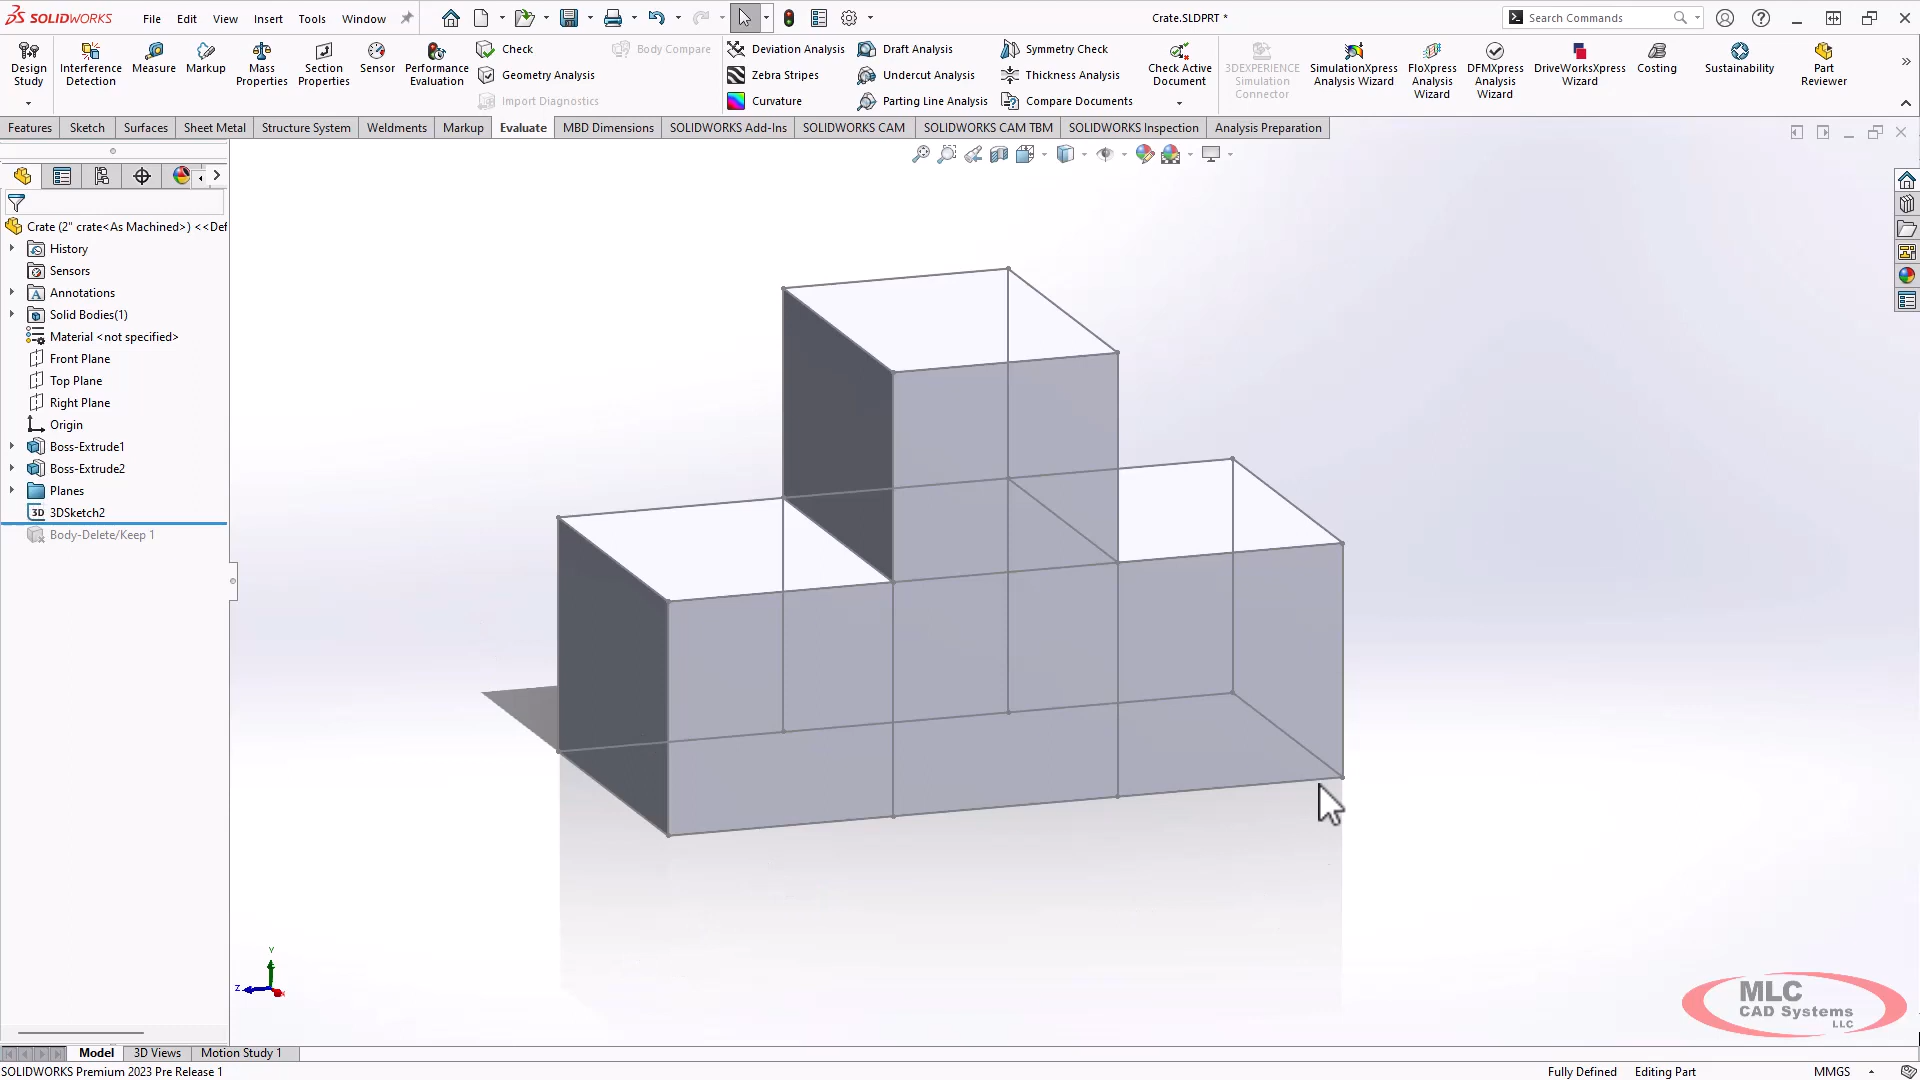 SOLIDWORKS File Edit View Insert Tools Window Crate.SLDPRT * Search Commands
Design Study
Interference Detection
Measure
Markup
Mass Properties
Section Properties
Sensor
Performance Evaluation
Check
Geometry Analysis
Import Diagnostics
Body Compare
Deviation Analysis
Zebra Stripes
Curvature
Draft Analysis
Undercut Analysis
Parting Line Analysis
Symmetry Check
Thickness Analysis
Compare Documents
Check Active Document
3DEXPERIENCE Simulation Connector
SimulationXpress Analysis Wizard
FloXpress Analysis Wizard
DFMXpress Analysis Wizard
DriveWorksXpress Wizard
Costing
Sustainability
Part Reviewer
Features Sketch Surfaces Sheet Metal Structure System Weldments Markup Evaluate MBD Dimensions SOLIDWORKS Add-Ins SOLIDWORKS CAM SOLIDWORKS CAM TBM SOLIDWORKS Inspection Analysis Preparation
Crate (2" crate<As Machined>) <<Def
History
Sensors
Annotations
Solid Bodies(1)
Material <not specified>
Front Plane
Top Plane
Right Plane
Origin
Boss-Extrude1
Boss-Extrude2
Planes
3D 3DSketch2
Body-Delete/Keep 1
Y
Z
MLC
CAD Systems
LLC
Model 3D Views Motion Study 1
SOLIDWORKS Premium 2023 Pre Release 1 Fully Defined Editing Part MMGS